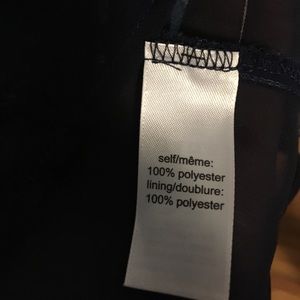 self/même:
100% polyester
lining/doublure:
100% polyester